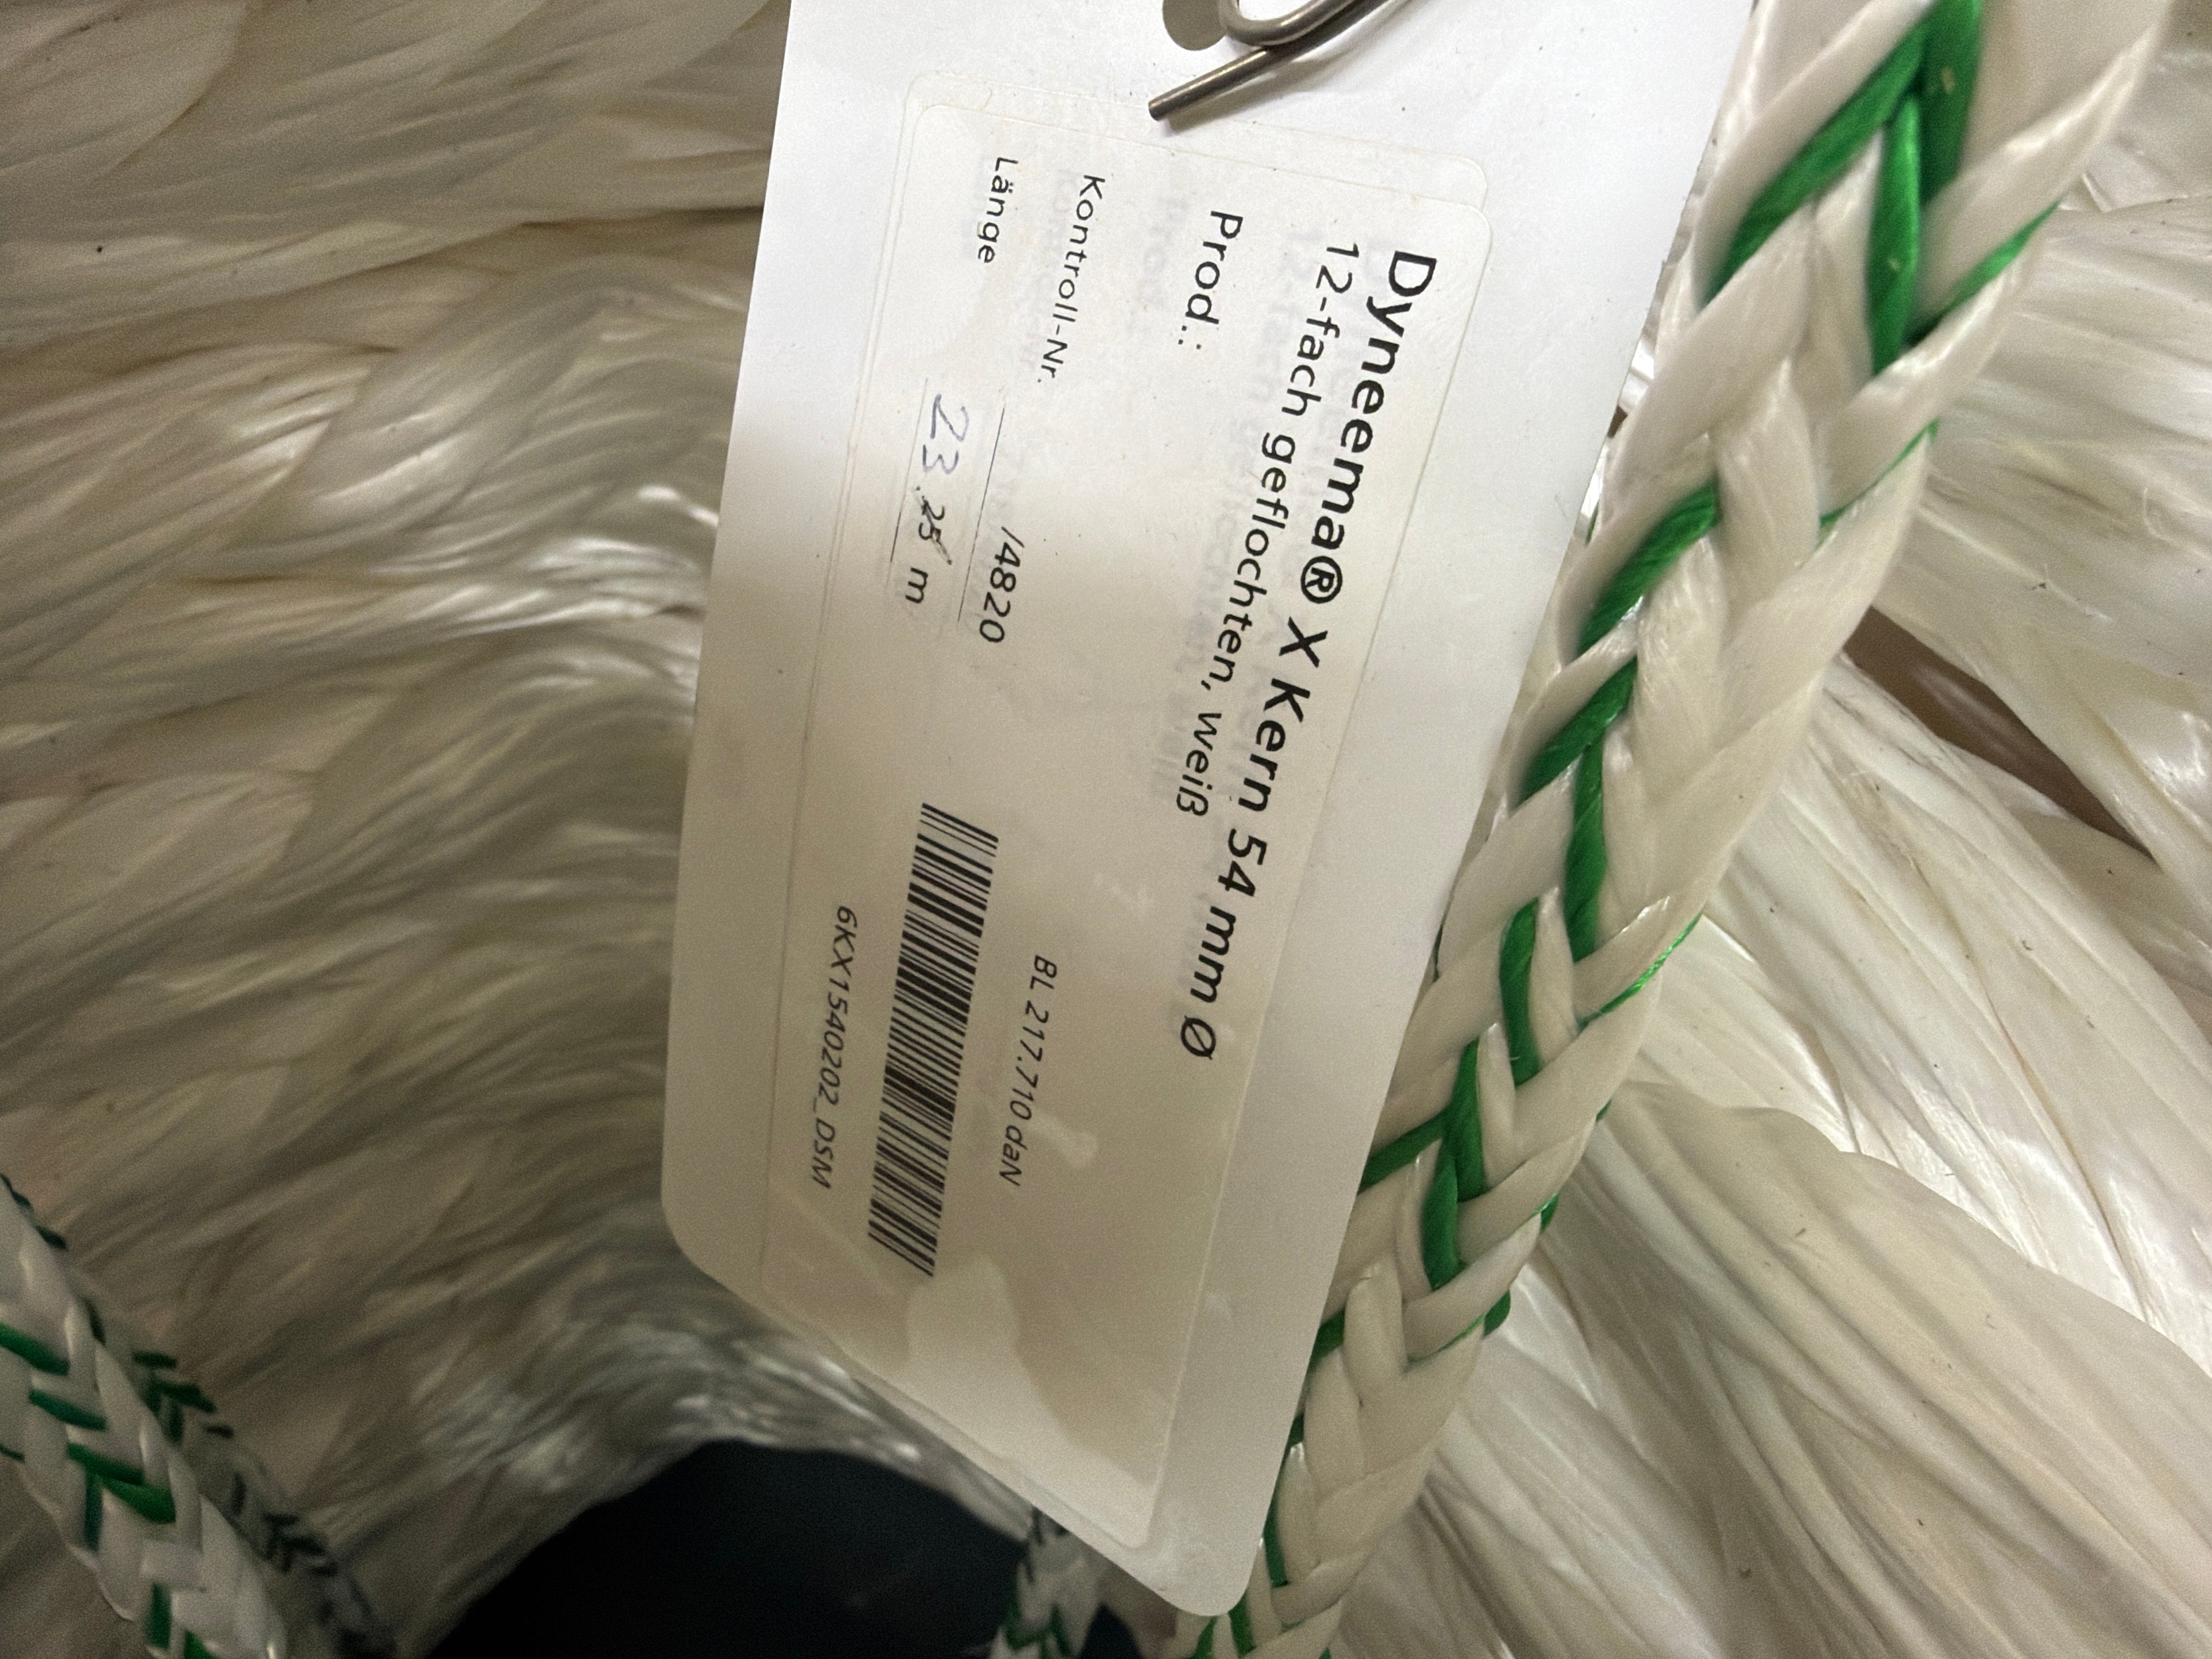 Dyneema® X Kern 54 mm Ø
12-fach geflochten, weiß
Prod.:
Kontroll-Nr. /4820 BL 217.710 daN
Länge 23. m
6KX1540202_DSM